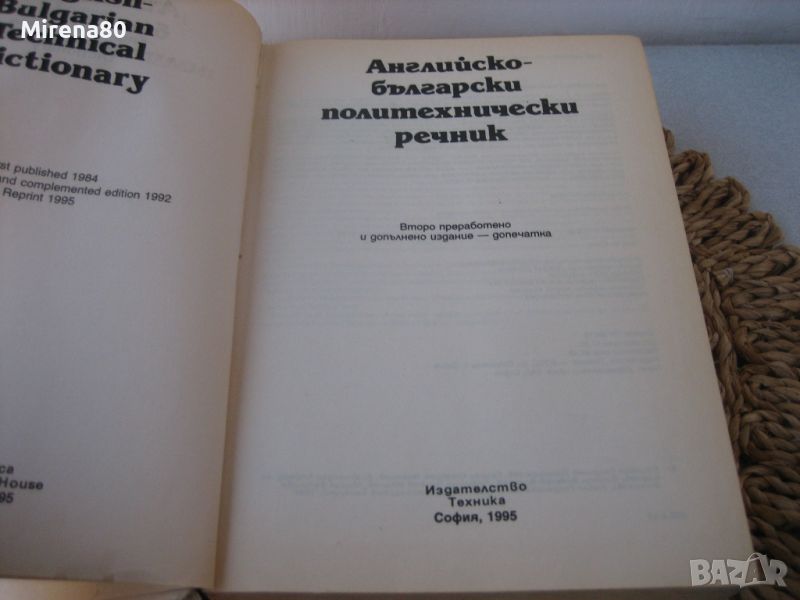 Mirena80
Bulgarian
Technical
Dictionary
published 1984
and complemented edition 1992
Reprint 1995
House
Английско-
български
политехнически
речник
Второ преработено
и допълнено издание — допечатка
Издателство
Техника
София, 1995
BAZAR